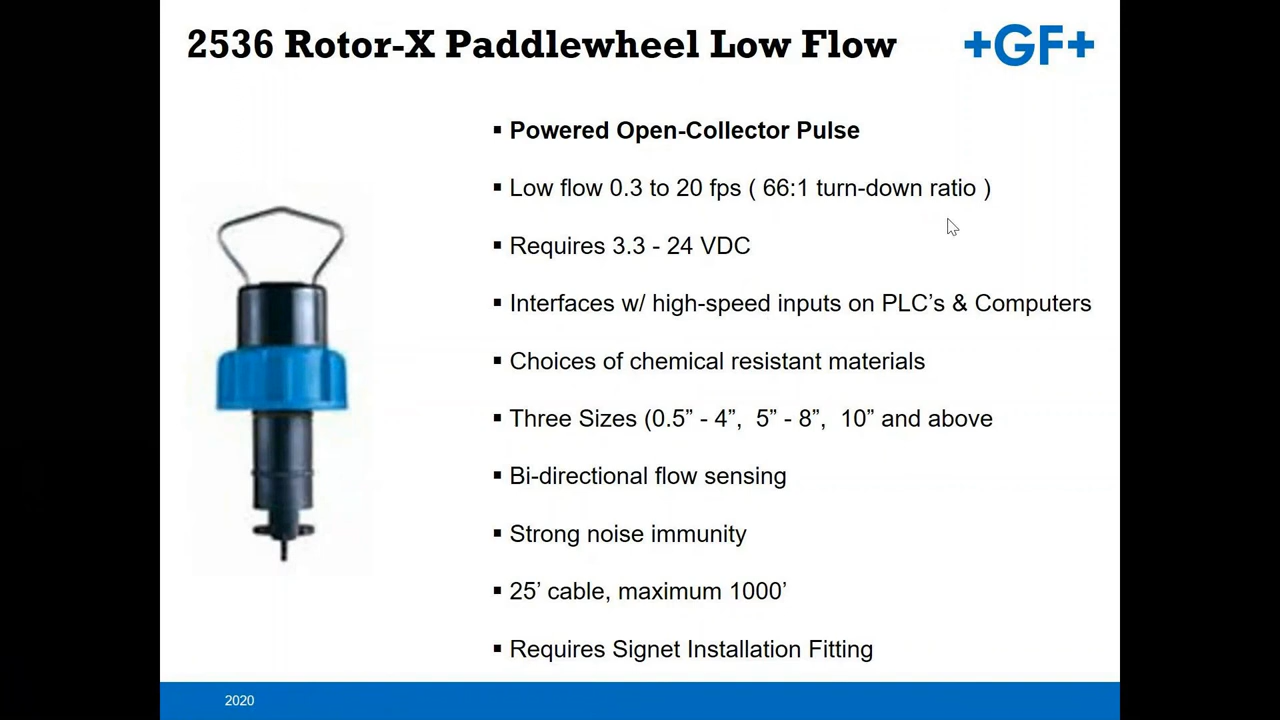 2536 Rotor-X Paddlewheel Low Flow
+GF+
▪ Powered Open-Collector Pulse
▪ Low flow 0.3 to 20 fps ( 66:1 turn-down ratio )
▪ Requires 3.3 - 24 VDC
▪ Interfaces w/ high-speed inputs on PLC’s & Computers
▪ Choices of chemical resistant materials
▪ Three Sizes (0.5” - 4”,  5” - 8”,  10” and above
▪ Bi-directional flow sensing
▪ Strong noise immunity
▪ 25’ cable, maximum 1000’
▪ Requires Signet Installation Fitting
2020